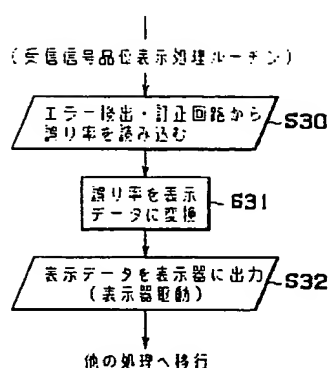 (受信信号品位表示処理ルーチン)
エラー検出・訂正回路から
誤り率を読み込む
S30
誤り率を表示
データに変換
S31
表示データを表示器に出力
(表示器駆動)
S32
他の処理へ移行